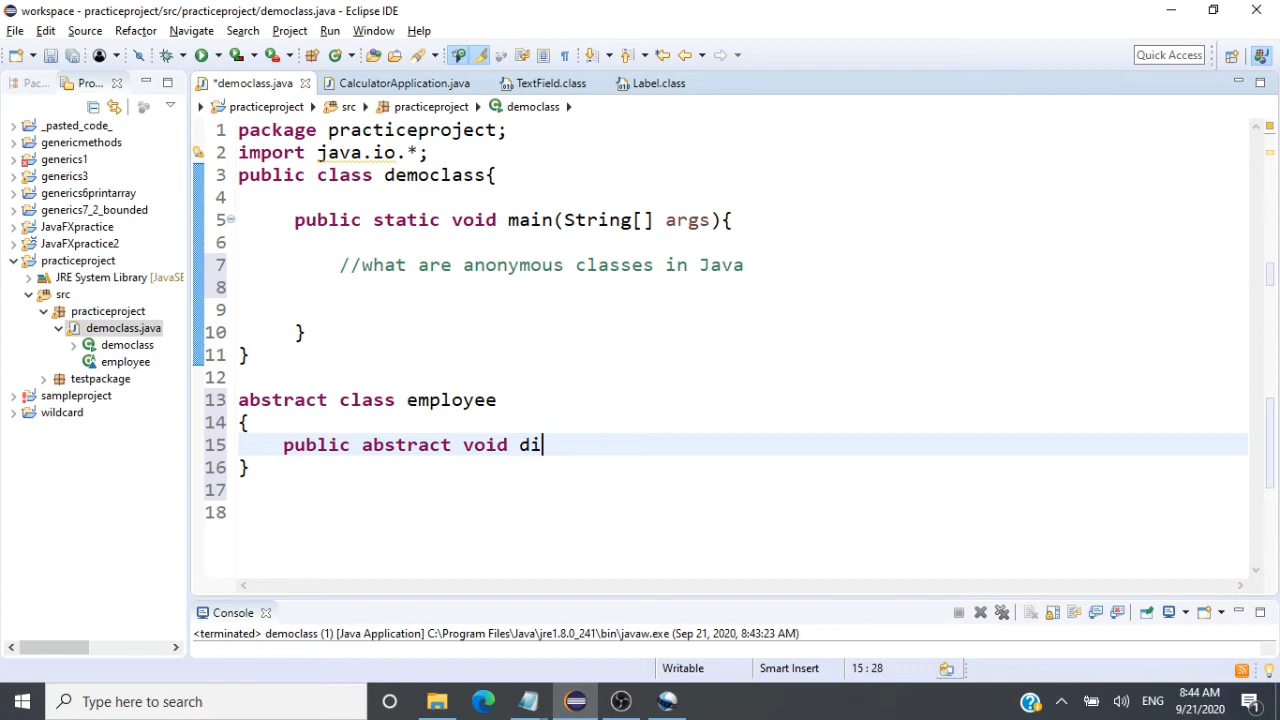 workspace - practiceproject/src/practiceproject/democlass.java - Eclipse IDE
File Edit Source Refactor Navigate Search Project Run Window Help
Quick Access
Pac... Pro...
*democlass.java CalculatorApplication.java TextField.class Label.class
practiceproject src practiceproject democlass
_pasted_code_
genericmethods
generics1
generics3
generics6printarray
generics7_2_bounded
JavaFXpractice
JavaFXpractice2
practiceproject
JRE System Library [JavaSE
src
practiceproject
democlass.java
democlass
employee
testpackage
sampleproject
wildcard
1 package practiceproject;
2 import java.io.*;
3 public class democlass{
4
5 public static void main(String[] args){
6
7 //what are anonymous classes in Java
8
9
10 }
11 }
12
13 abstract class employee
14 {
15 public abstract void di
16 }
17
18
Console
<terminated> democlass (1) [Java Application] C:\Program Files\Java\jre1.8.0_241\bin\javaw.exe (Sep 21, 2020, 8:43:23 AM)
Writable Smart Insert 15 : 28
Type here to search
ENG
8:44 AM
9/21/2020
1